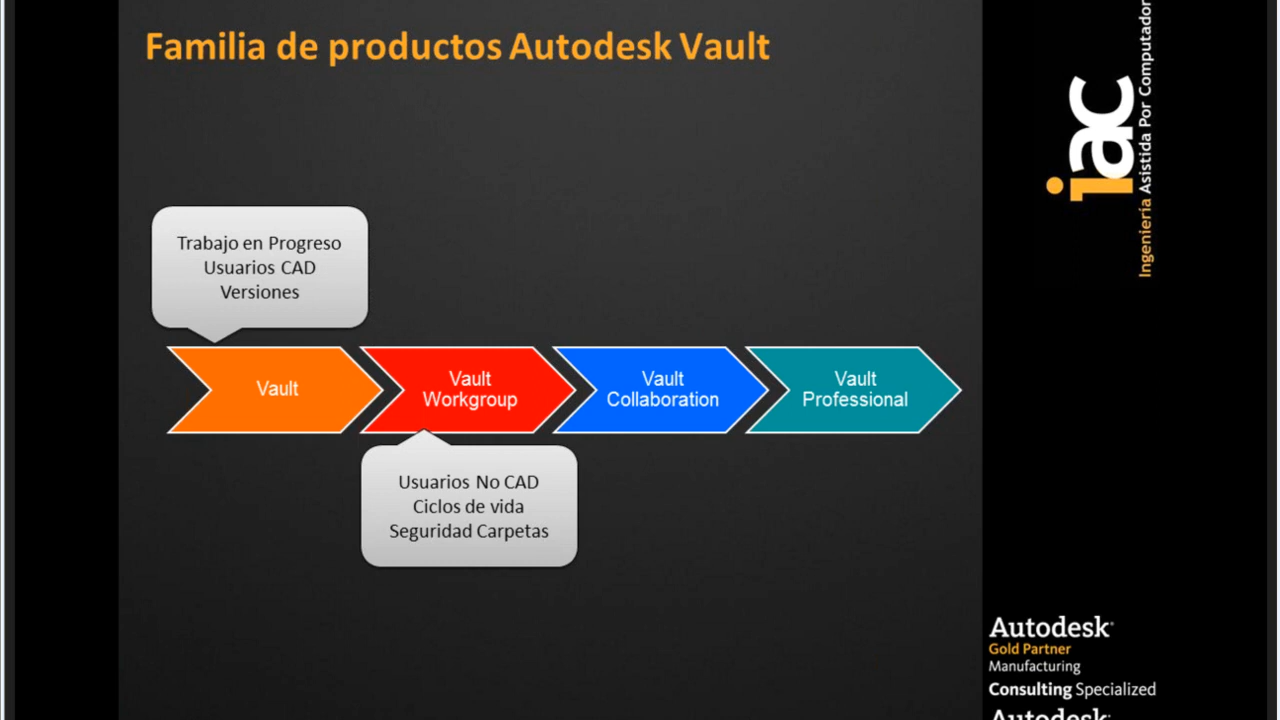 Familia de productos Autodesk Vault
Trabajo en Progreso
Usuarios CAD
Versiones
Vault
Vault
Workgroup
Vault
Collaboration
Vault
Professional
Usuarios No CAD
Ciclos de vida
Seguridad Carpetas
iac
Ingeniería Asistida Por Computador
Autodesk®
Gold Partner
Manufacturing
Consulting Specialized
Autodesk